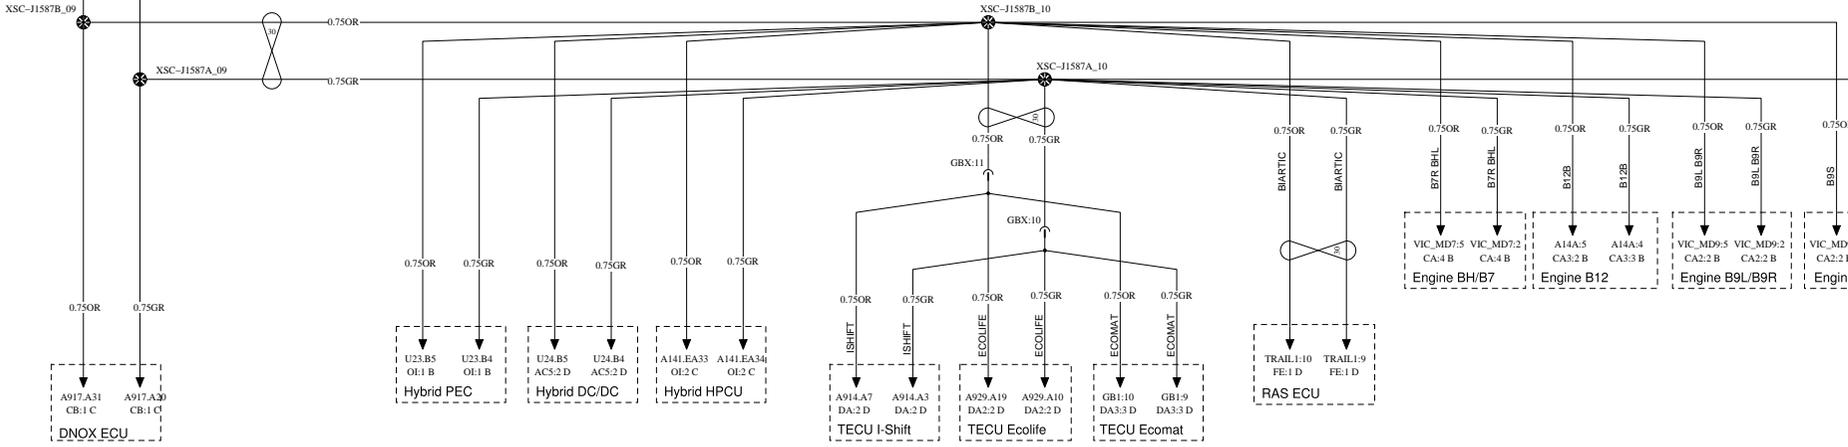 XSC–J1587B_09
XSC–J1587B_10
0.75OR
30
XSC–J1587A_09
XSC–J1587A_10
0.75GR
30
0.75OR
0.75GR
0.75OR
0.75GR
0.75OR
0.75GR
0.75OR
0.75GR
0.75OR
0.75GR
GBX:11
BIARTIC
BIARTIC
B7R BHL
B7R BHL
B12B
B12B
B9L B9R
B9L B9R
B9S
GBX:10
30
VIC_MD7:5
CA:4 B
VIC_MD7:2
CA:4 B
Engine BH/B7
A14A:5
CA3:2 B
A14A:4
CA3:3 B
Engine B12
VIC_MD9:5
CA2:2 B
VIC_MD9:2
CA2:2 B
Engine B9L/B9R
0.75OR
0.75GR
0.75OR
0.75GR
0.75OR
0.75GR
0.75OR
0.75GR
0.75OR
0.75GR
0.75OR
0.75GR
0.75OR
0.75GR
ISHIFT
ISHIFT
ECOLIFE
ECOLIFE
ECOMAT
ECOMAT
U23.B5
OI:1 B
U23.B4
OI:1 B
Hybrid PEC
U24.B5
AC5:2 D
U24.B4
AC5:2 D
Hybrid DC/DC
A141.EA33
OI:2 C
A141.EA34
OI:2 C
Hybrid HPCU
TRAIL1:10
FE:1 D
TRAIL1:9
FE:1 D
RAS ECU
A917.A31
CB:1 C
A917.A20
CB:1 C
DNOX ECU
A914.A7
DA:2 D
A914.A3
DA:2 D
TECU I-Shift
A929.A19
DA2:2 D
A929.A10
DA2:2 D
TECU Ecolife
GB1:10
DA3:3 D
GB1:9
DA3:3 D
TECU Ecomat